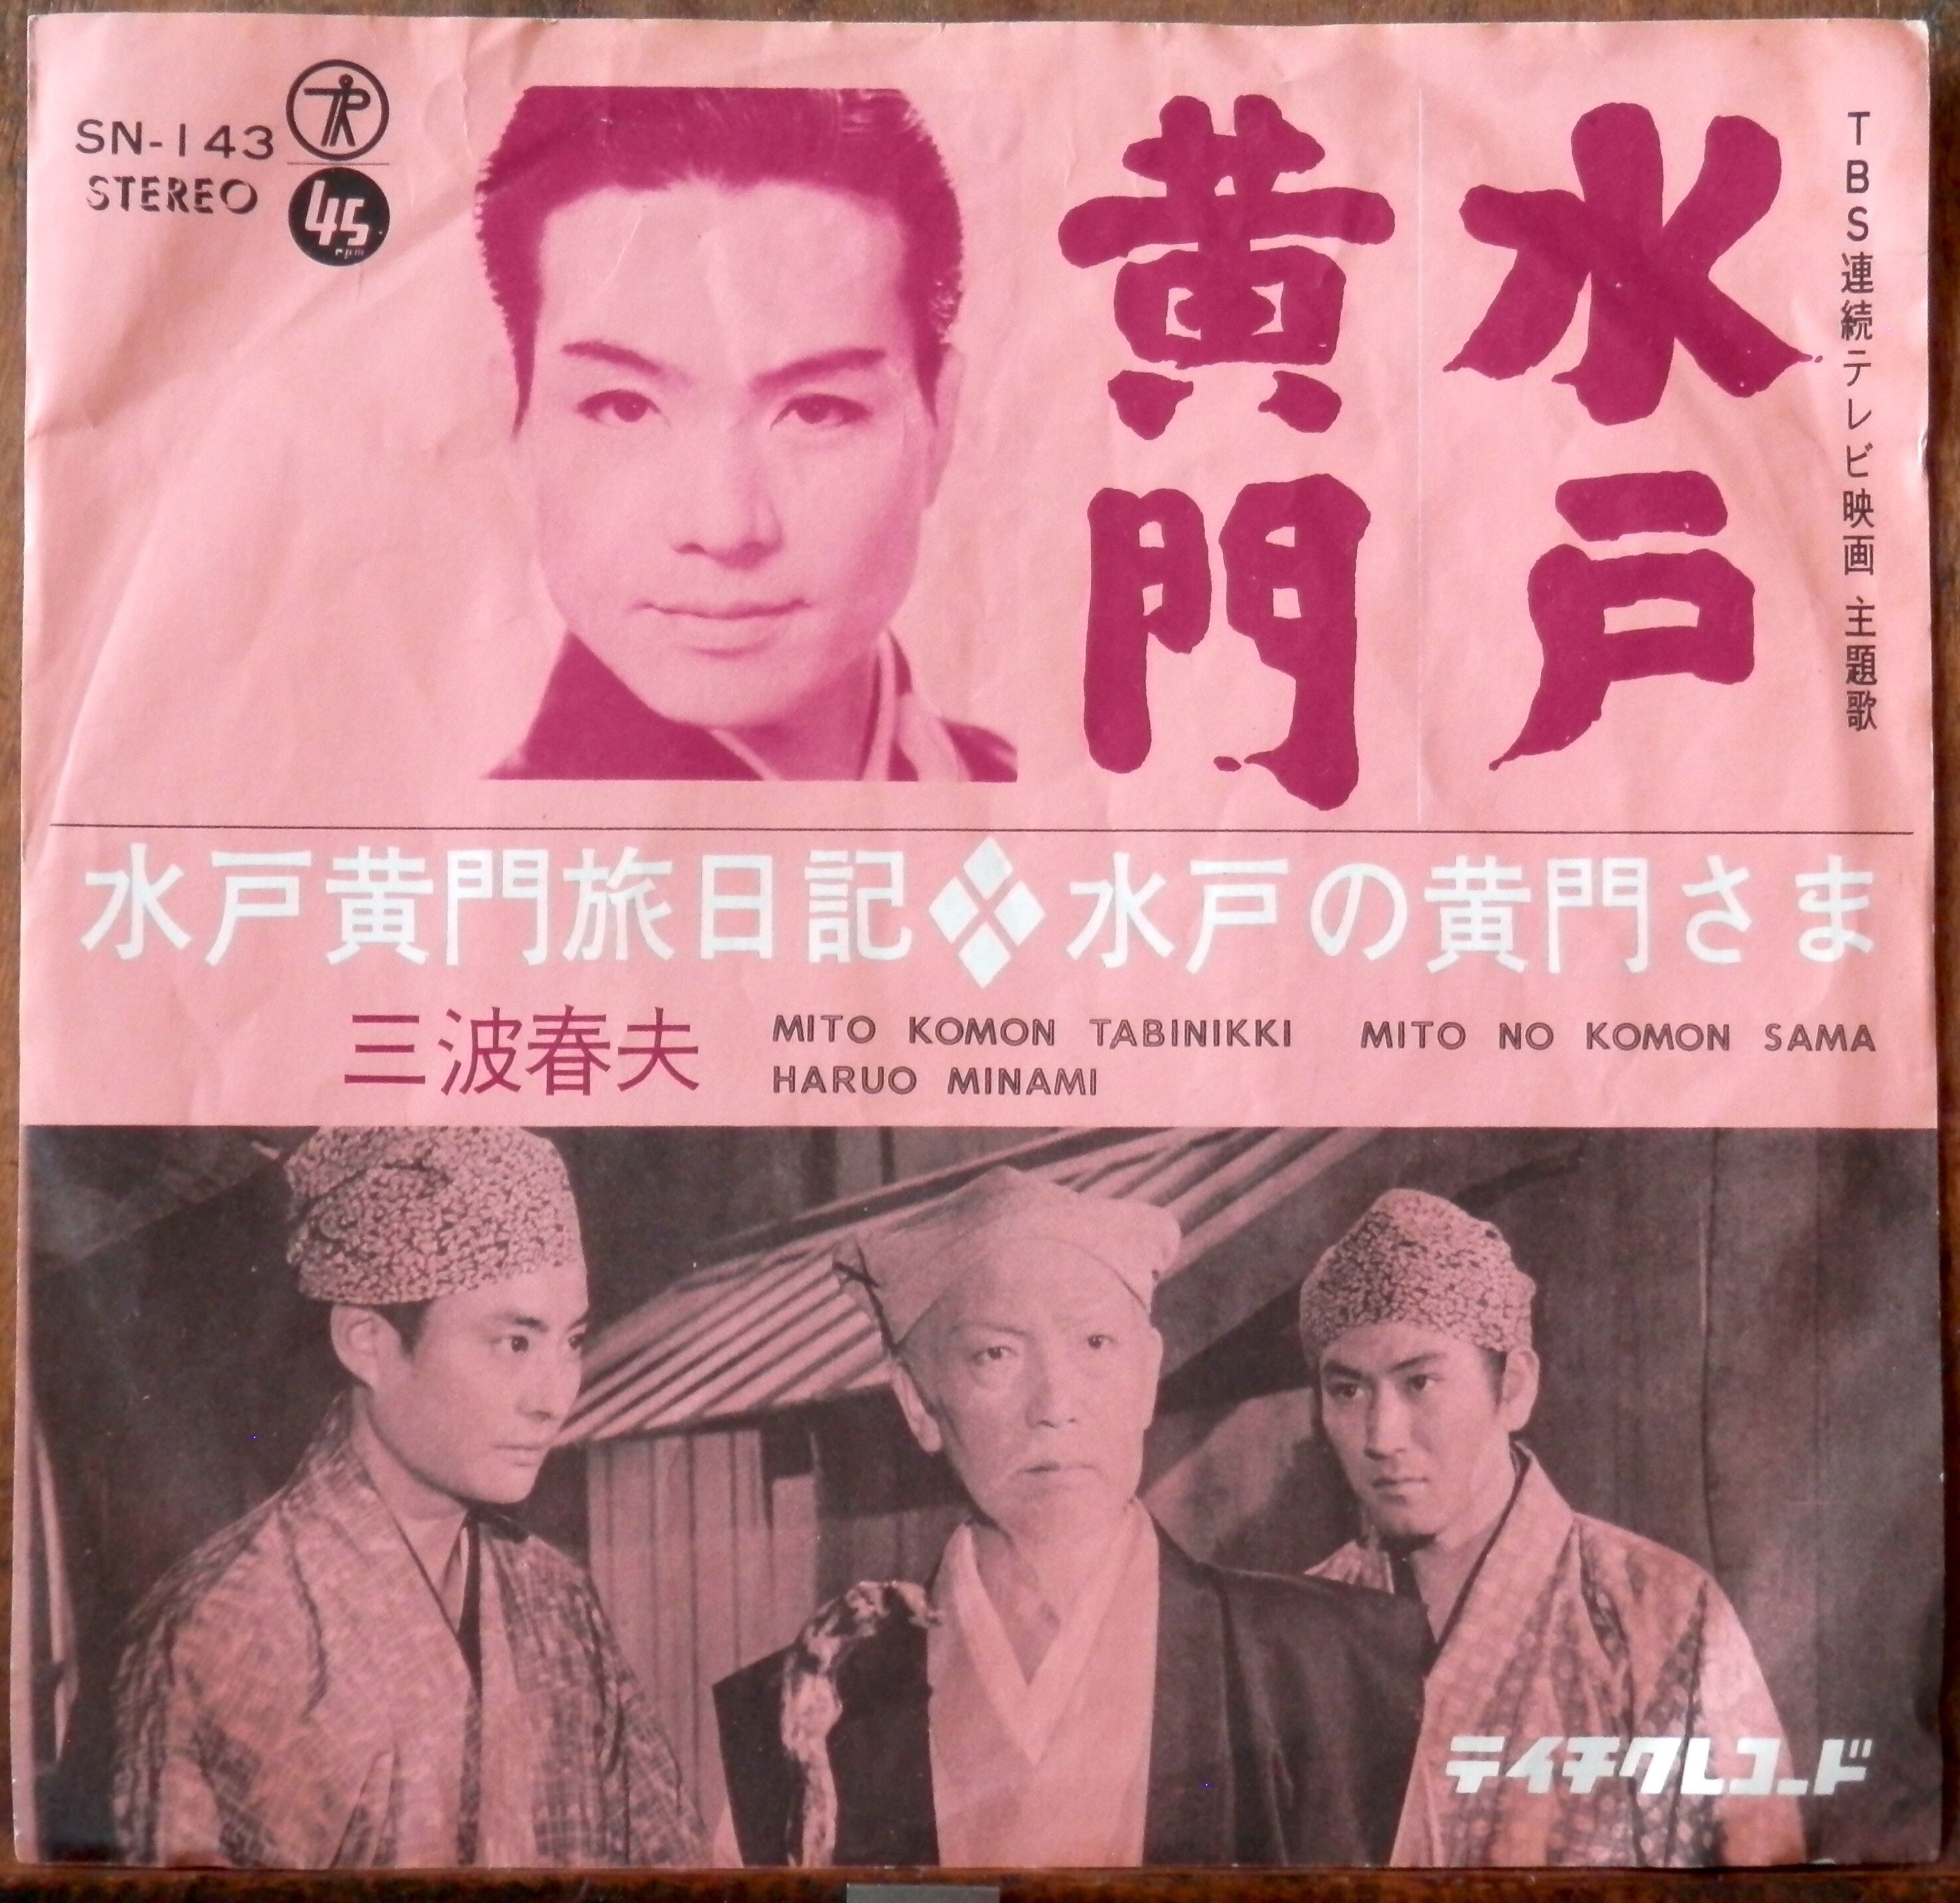 SN-143
STEREO
45
rpm
水戸
黄門
TBS連続テレビ映画 主題歌
水戸黄門旅日記❖水戸の黄門さま
三波春夫
MITO KOMON TABINIKKI MITO NO KOMON SAMA
HARUO MINAMI
テイチクレコード